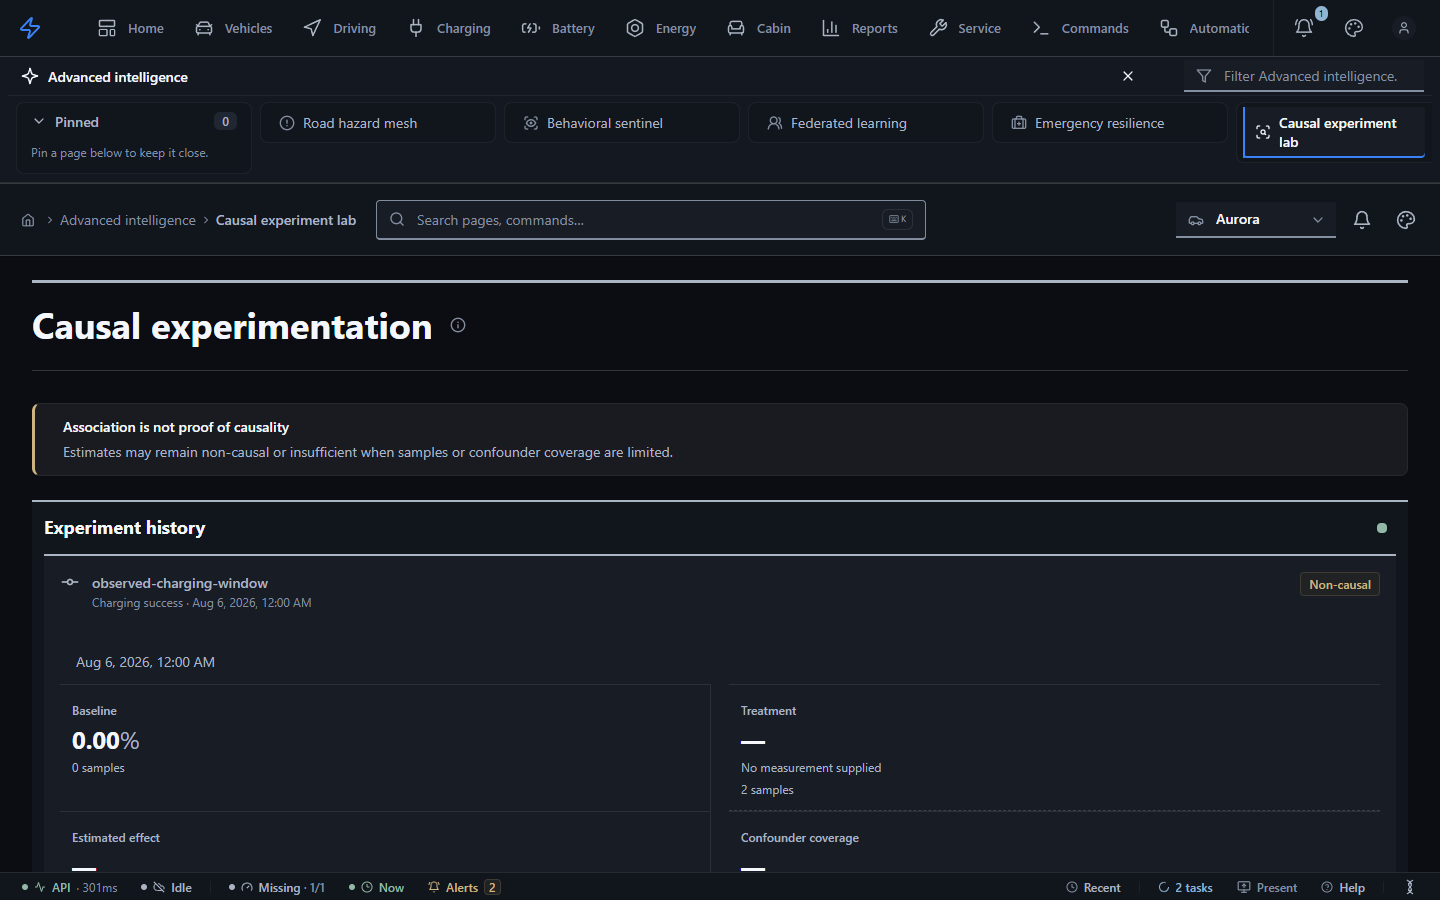 Home
Vehicles
Driving
Charging
Battery
Energy
Cabin
Reports
Service
Commands
Automatic
1
Advanced intelligence
Filter Advanced intelligence.
Pinned
0
Pin a page below to keep it close.
Road hazard mesh
Behavioral sentinel
Federated learning
Emergency resilience
Causal experiment
lab
Advanced intelligence
Causal experiment lab
Search pages, commands...
K
Aurora
Causal experimentation
Association is not proof of causality
Estimates may remain non-causal or insufficient when samples or confounder coverage are limited.
Experiment history
observed-charging-window
Charging success · Aug 6, 2026, 12:00 AM
Non-causal
Aug 6, 2026, 12:00 AM
Baseline
0.00%
0 samples
Treatment
—
No measurement supplied
2 samples
Estimated effect
—
Confounder coverage
—
API · 301ms
Idle
Missing · 1/1
Now
Alerts 2
Recent
2 tasks
Present
Help